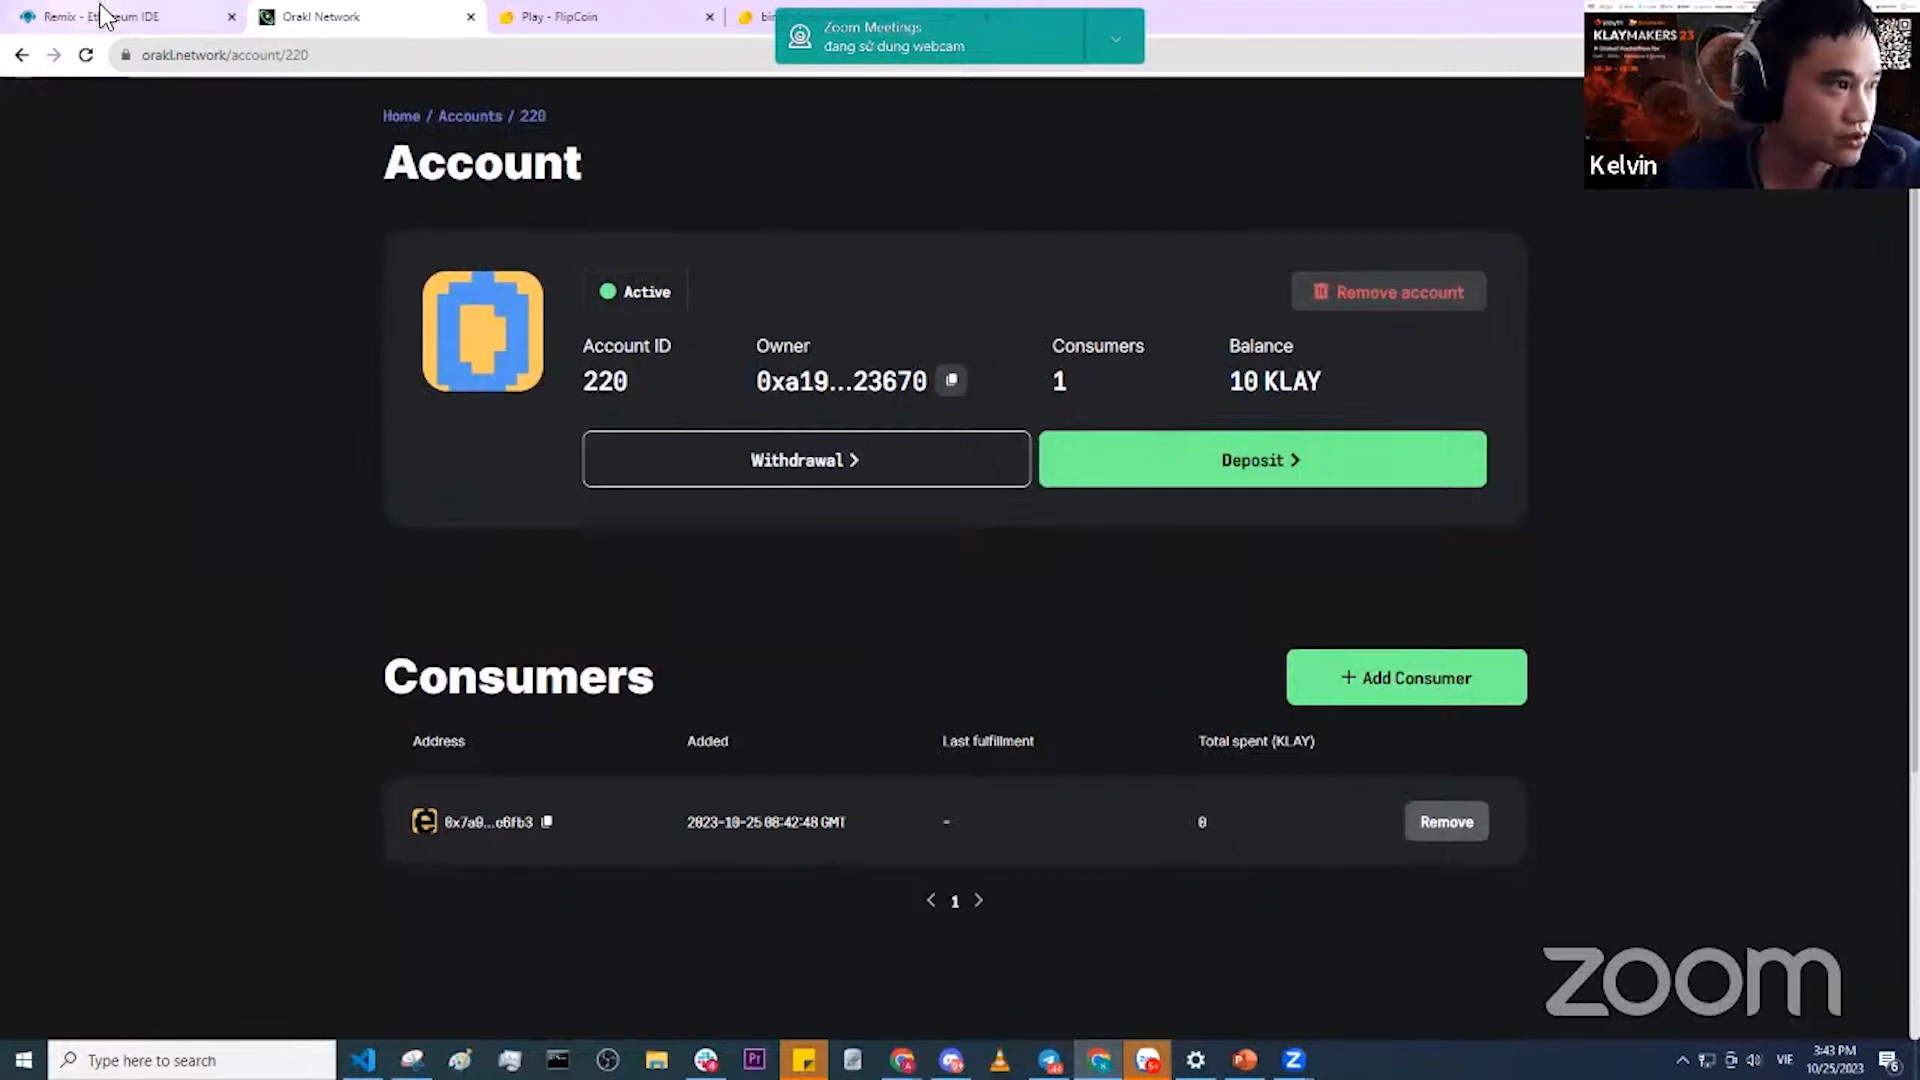 Remix - Ethereum IDE
Orakl Network
Play - FlipCoin
Zoom Meetings
đang sử dụng webcam
orakl.network/account/220
KLAYMAKERS 23
Kelvin
Home / Accounts / 220
Account
Active
Remove account
Account ID
Owner
Consumers
Balance
220
0xa19...23670
1
10 KLAY
Withdrawal >
Deposit >
Consumers
+ Add Consumer
Address
Added
Last fulfillment
Total spent (KLAY)
0x7a9...e6fb3
2023-10-25 08:42:48 GMT
-
0
Remove
< 1 >
zoom
Type here to search
VIE
3:43 PM
10/25/2023